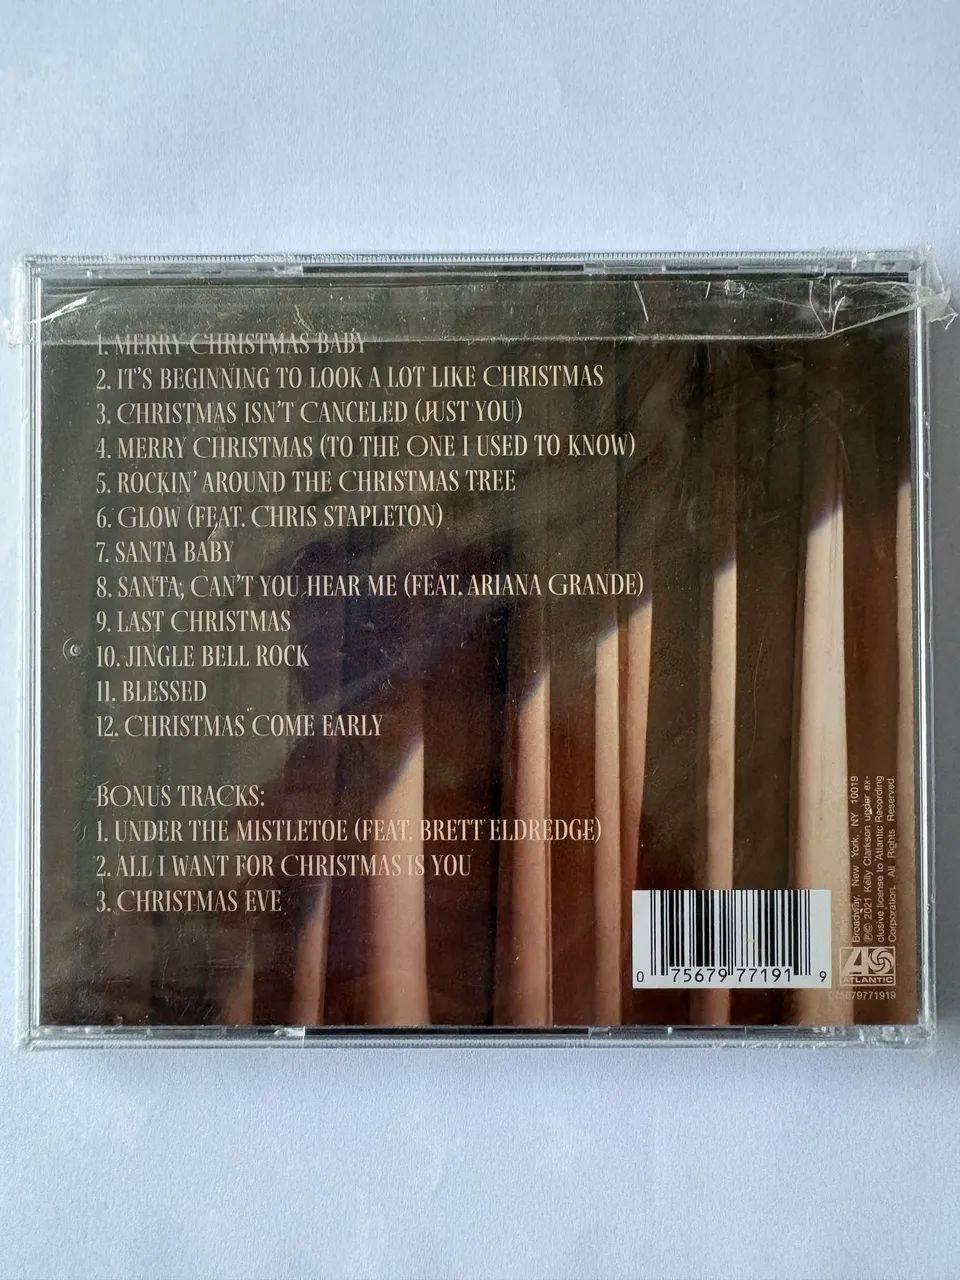 1. MERRY CHRISTMAS BABY
2. IT'S BEGINNING TO LOOK A LOT LIKE CHRISTMAS
3. CHRISTMAS ISN'T CANCELED (JUST YOU)
4. MERRY CHRISTMAS (TO THE ONE I USED TO KNOW)
5. ROCKIN' AROUND THE CHRISTMAS TREE
6. GLOW (FEAT. CHRIS STAPLETON)
7. SANTA BABY
8. SANTA, CAN'T YOU HEAR ME (FEAT. ARIANA GRANDE)
9. LAST CHRISTMAS
10. JINGLE BELL ROCK
11. BLESSED
12. CHRISTMAS COME EARLY
BONUS TRACKS:
1. UNDER THE MISTLETOE (FEAT. BRETT ELDREDGE)
2. ALL I WANT FOR CHRISTMAS IS YOU
3. CHRISTMAS EVE
0 75679 77191 9
Broadway, New York, NY 10019
℗© 2021 Kelly Clarkson under ex-
clusive license to Atlantic Recording
Corporation. All Rights Reserved.
ATLANTIC
075679771919